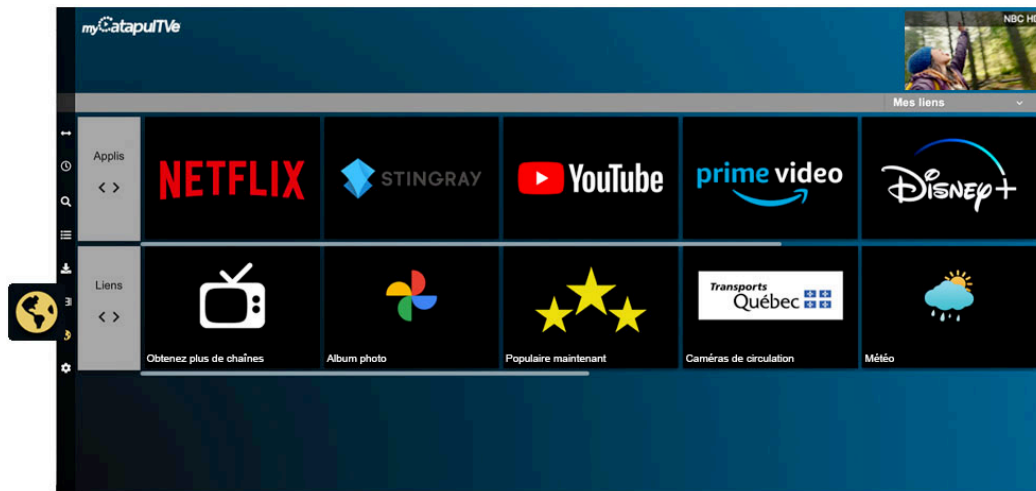 myCatapulTVe
NBC HD
Mes liens
Applis
NETFLIX
STINGRAY
YouTube
prime video
Disney+
Liens
Transports
Québec
Obtenez plus de chaînes
Album photo
Populaire maintenant
Caméras de circulation
Météo